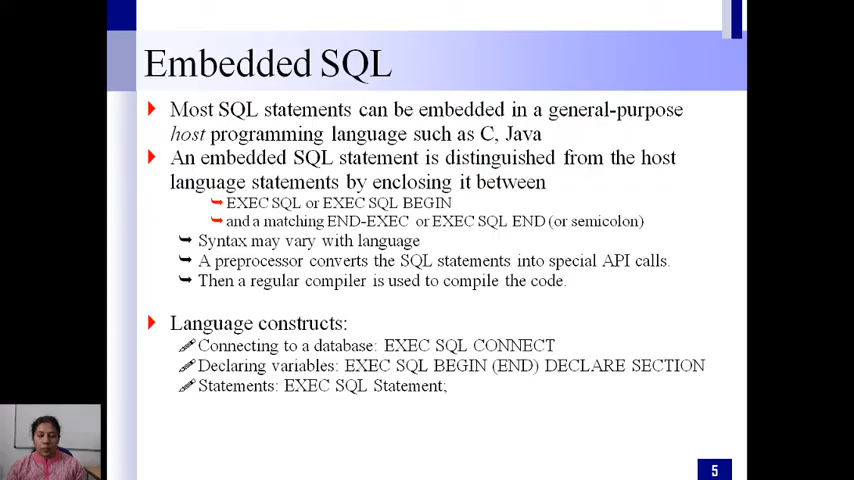 Embedded SQL
Most SQL statements can be embedded in a general-purpose
host programming language such as C, Java
An embedded SQL statement is distinguished from the host
language statements by enclosing it between
EXEC SQL or EXEC SQL BEGIN
and a matching END-EXEC or EXEC SQL END (or semicolon)
Syntax may vary with language
A preprocessor converts the SQL statements into special API calls.
Then a regular compiler is used to compile the code.
Language constructs:
Connecting to a database: EXEC SQL CONNECT
Declaring variables: EXEC SQL BEGIN (END) DECLARE SECTION
Statements: EXEC SQL Statement;
5